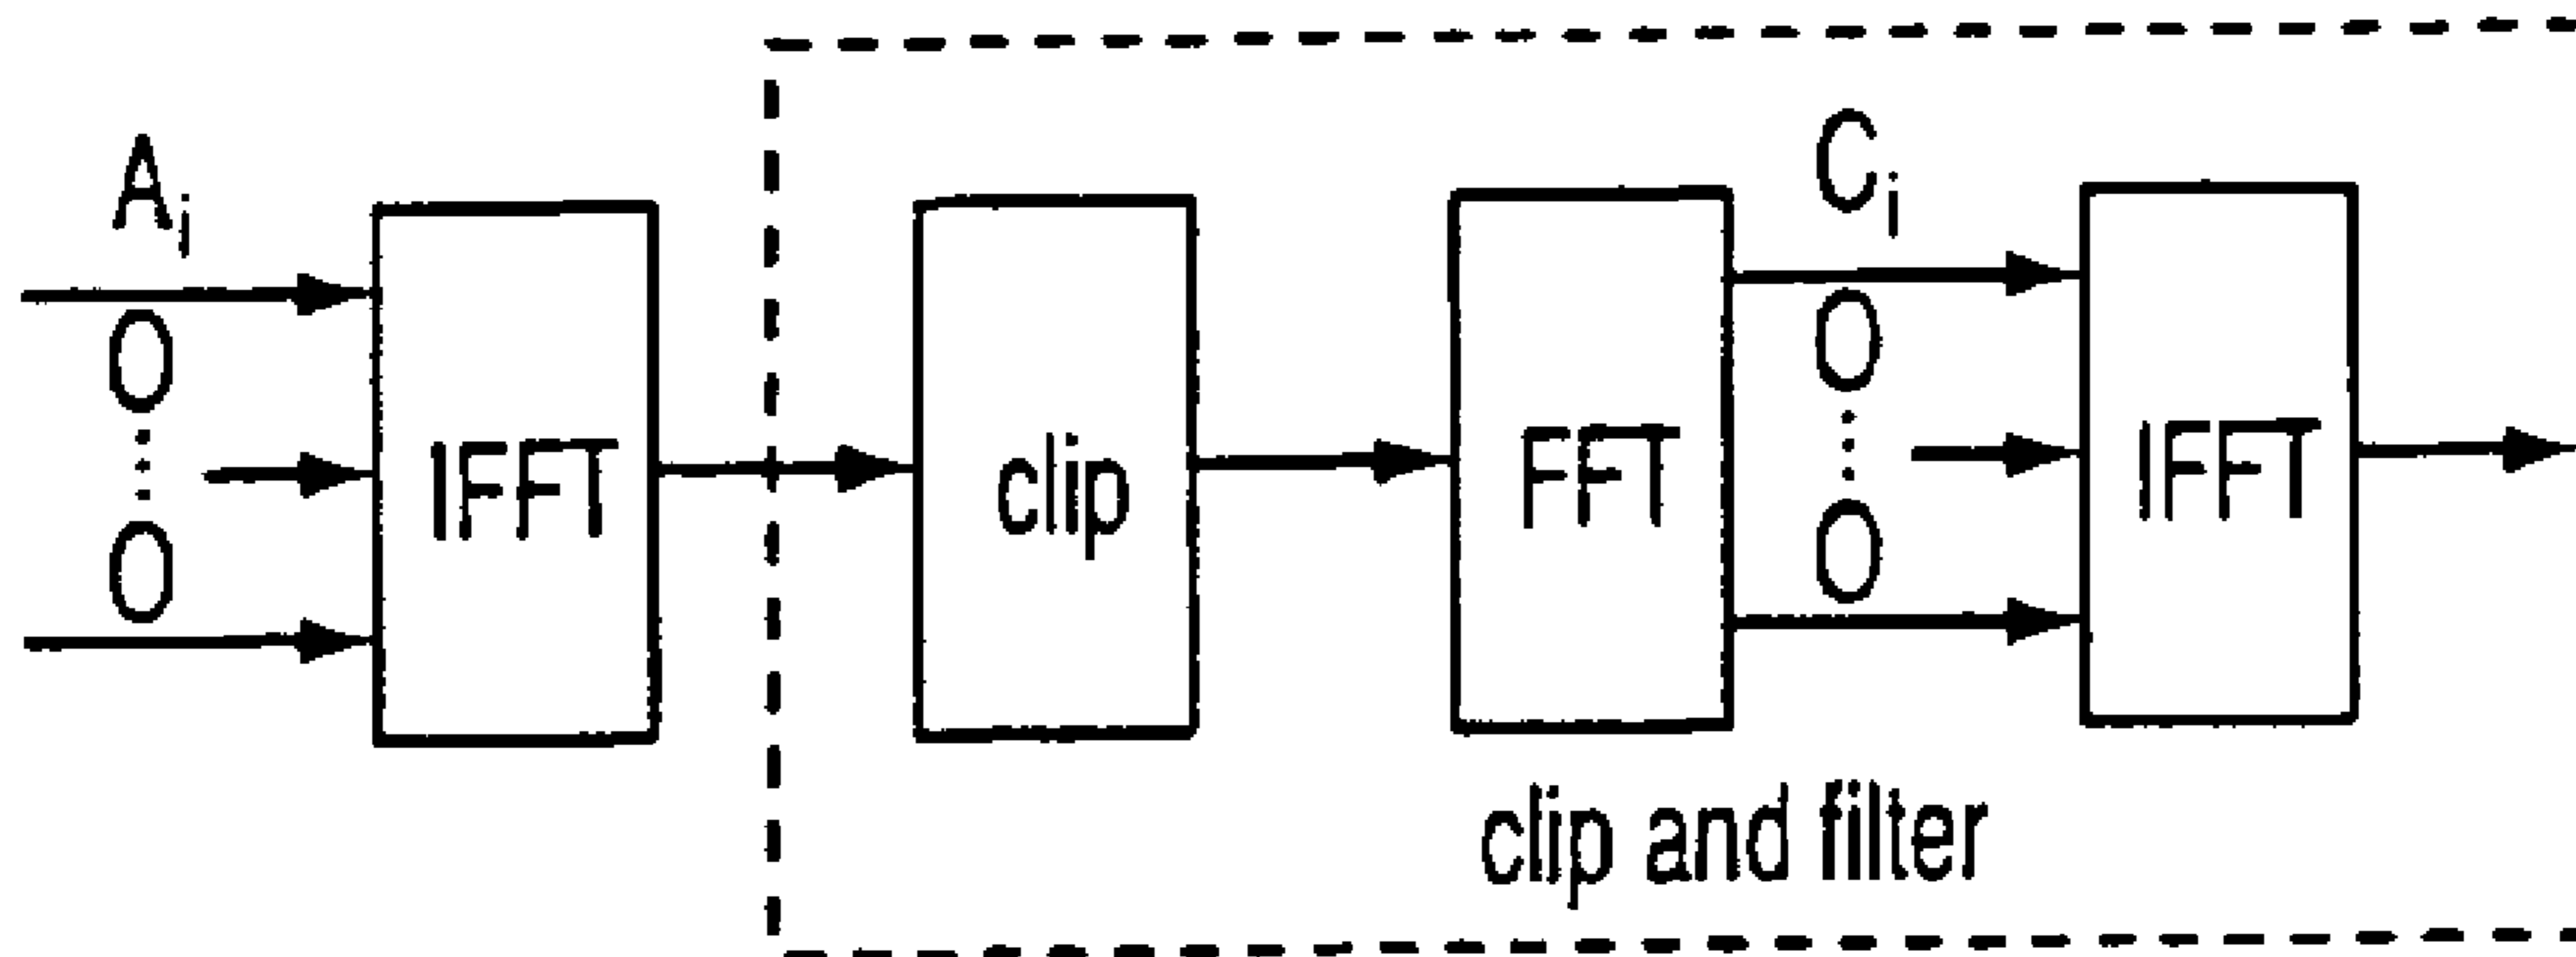 A_i
0
⋮
0
IFFT
clip
FFT
C_i
0
⋮
0
IFFT
clip and filter